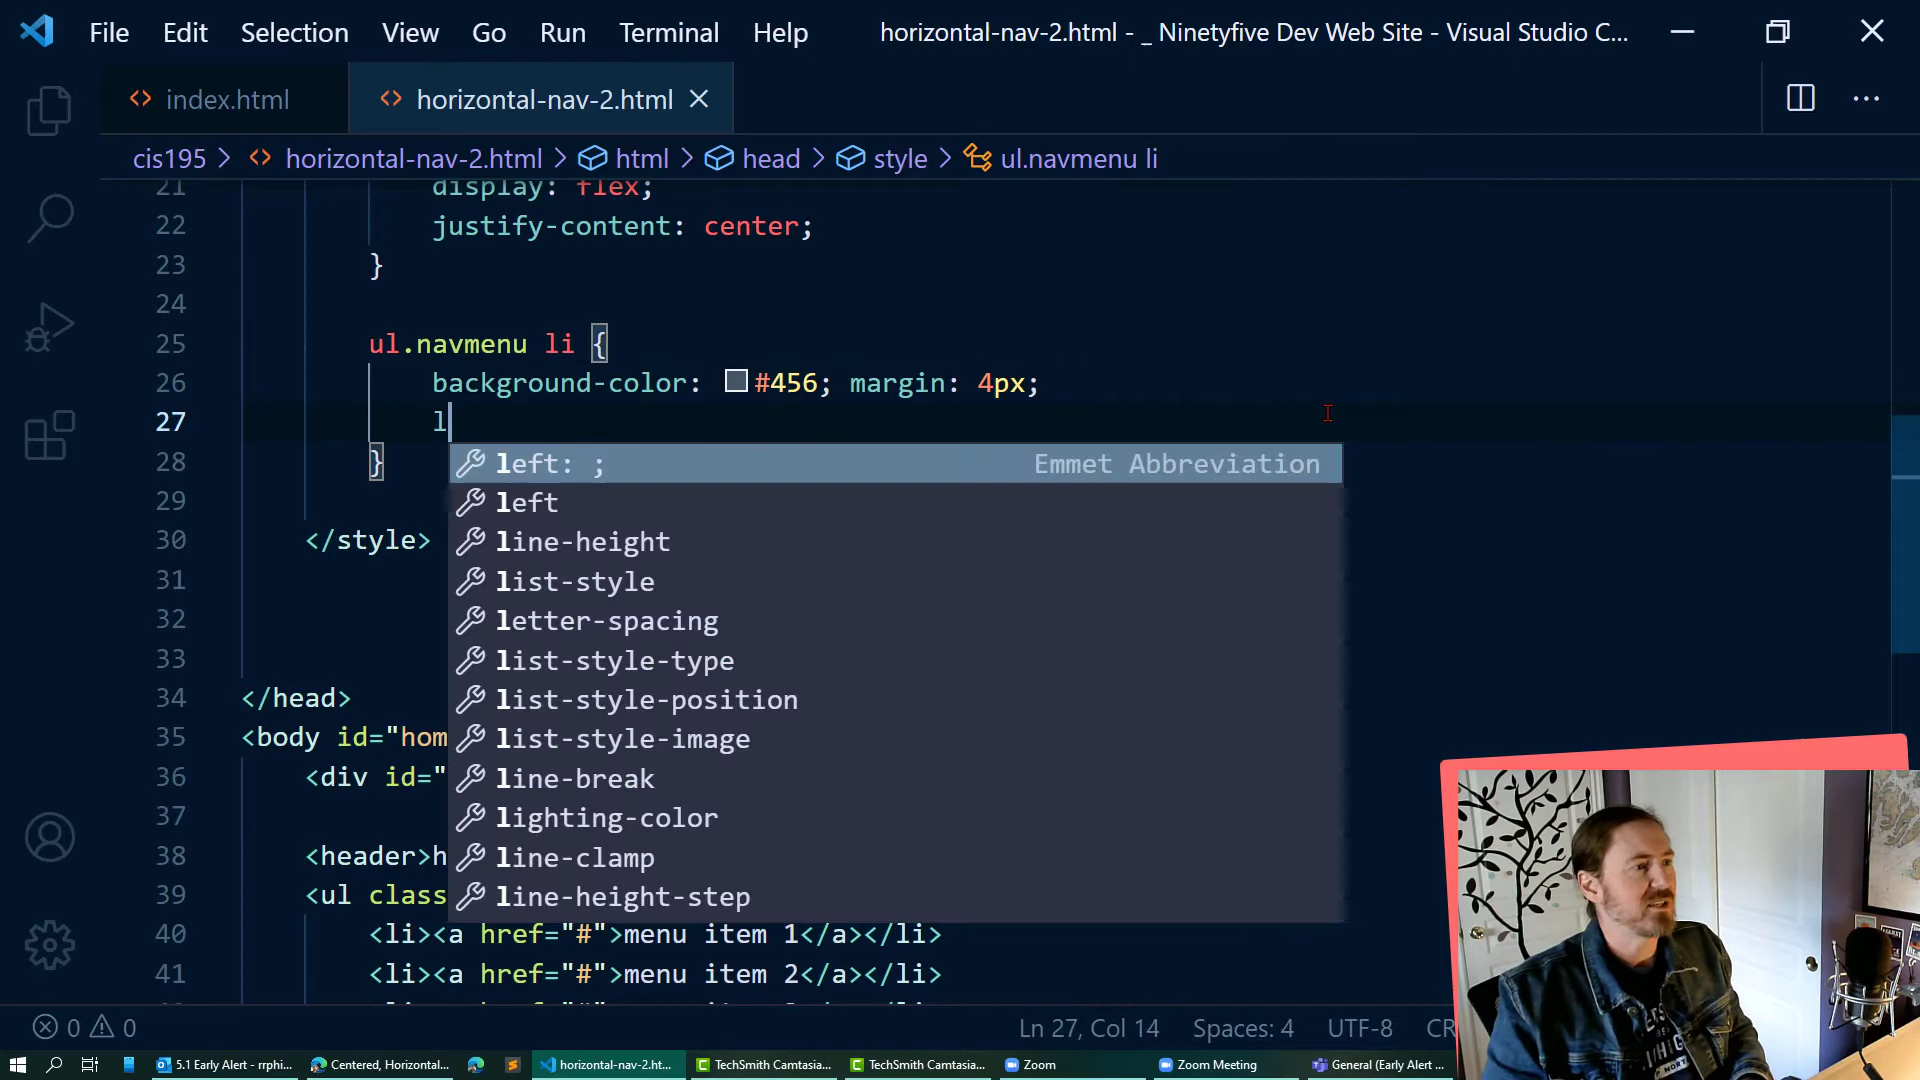 File Edit Selection View Go Run Terminal Help horizontal-nav-2.html - _ Ninetyfive Dev Web Site - Visual Studio C...
index.html horizontal-nav-2.html
cis195 > horizontal-nav-2.html > html > head > style > ul.navmenu li
21 display: flex;
22 justify-content: center;
23 }
24
25 ul.navmenu li {
26 background-color: #456; margin: 4px;
27 l
28 }
left: ; Emmet Abbreviation
29
left
30 </style>
line-height
31
list-style
32
letter-spacing
33
list-style-type
34 </head>
list-style-position
35 <body id="hom
list-style-image
36 <div id="
line-break
37
lighting-color
38 <header>h
line-clamp
39 <ul class
line-height-step
40 <li><a href="#">menu item 1</a></li>
41 <li><a href="#">menu item 2</a></li>
0 0 Ln 27, Col 14 Spaces: 4 UTF-8 CR
5.1 Early Alert - rrphi... Centered, Horizontal... horizontal-nav-2.ht... TechSmith Camtasia... TechSmith Camtasia... Zoom Zoom Meeting General (Early Alert ...